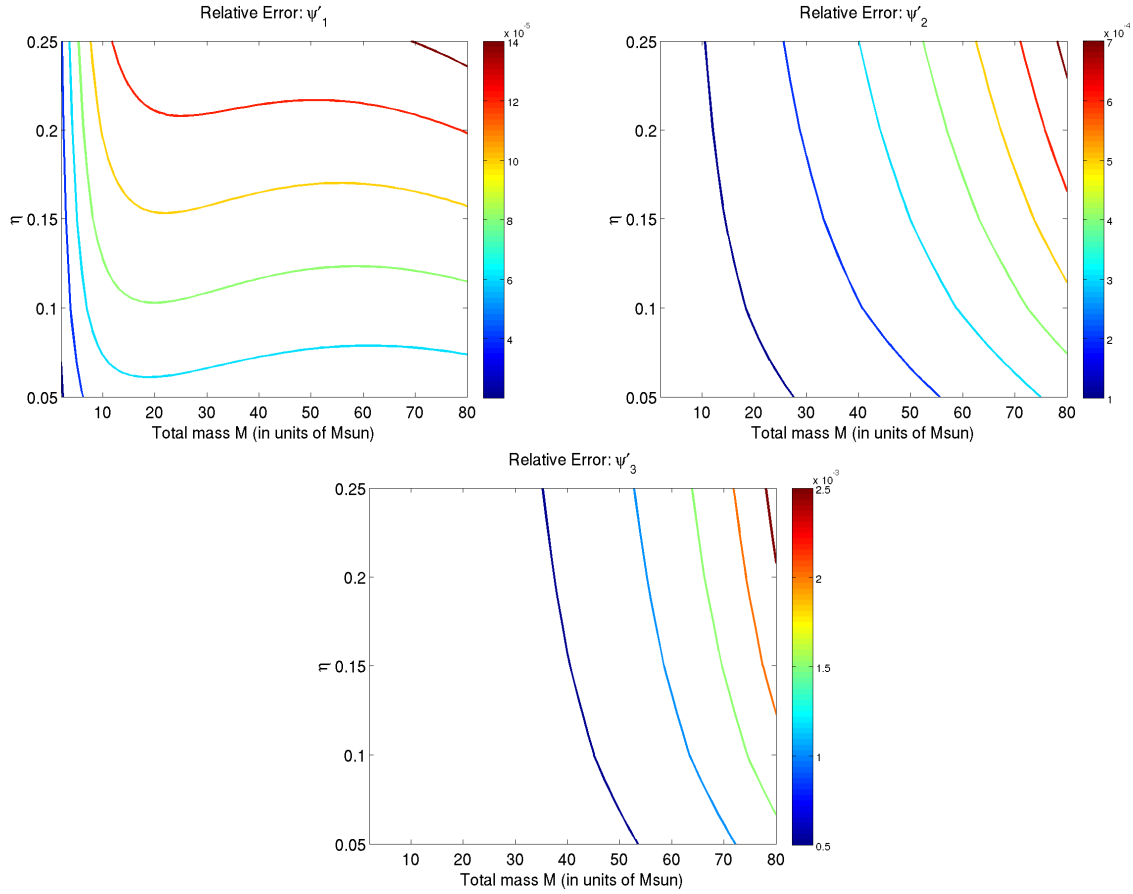 Relative Error: ψ′₁
x 10⁻⁵
0.25
0.2
0.15
0.1
0.05
η
10 20 30 40 50 60 70 80
Total mass M (in units of Msun)
14
12
10
8
6
4
Relative Error: ψ′₂
x 10⁻⁴
0.25
0.2
0.15
0.1
0.05
η
10 20 30 40 50 60 70 80
Total mass M (in units of Msun)
7
6
5
4
3
2
1
Relative Error: ψ′₃
x 10⁻³
0.25
0.2
0.15
0.1
0.05
η
10 20 30 40 50 60 70 80
Total mass M (in units of Msun)
2.5
2
1.5
1
0.5